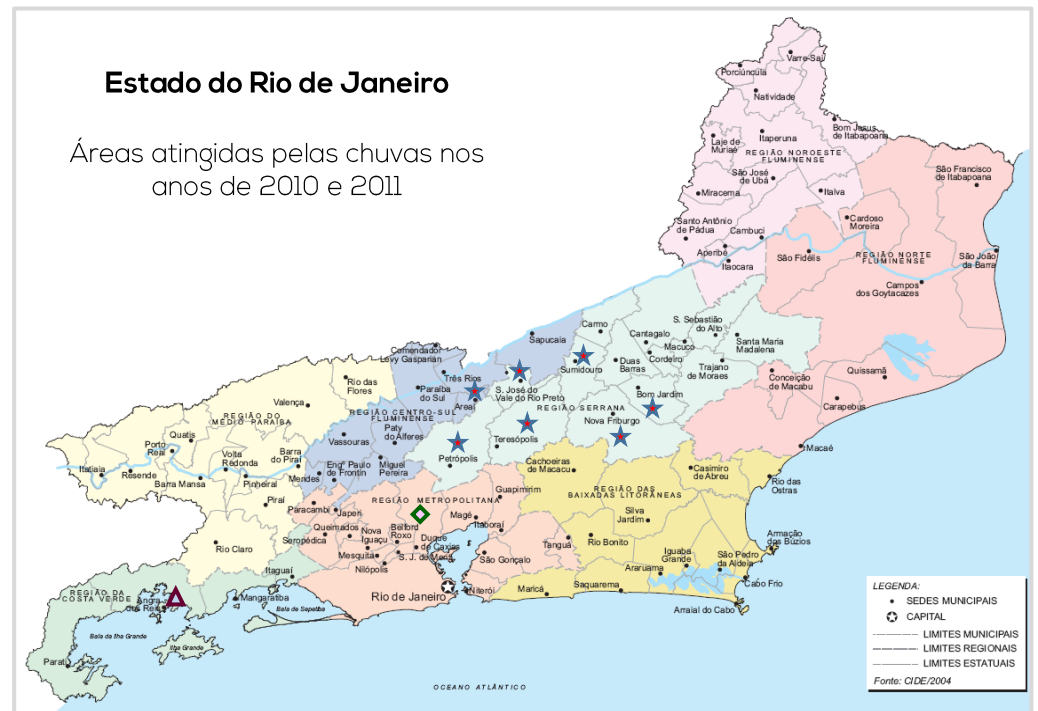 Estado do Rio de Janeiro
Áreas atingidas pelas chuvas nos
anos de 2010 e 2011
Varre-Sai
Porciúncula
Natividade
Bom Jesus
de Itabapoana
Itaperuna
Laje de
Muriaé
REGIÃO NOROESTE
FLUMINENSE
São José
de Ubá
Miracema
Italva
São Francisco
de Itabapoana
Santo Antônio
de Pádua
Cambuci
Cardoso
Moreira
Aperibé
Itaocara
São Fidélis
REGIÃO NORTE
FLUMINENSE
São João
da Barra
Campos
dos Goytacazes
Carmo
Cantagalo
S. Sebastião
do Alto
Macuco
Cordeiro
Santa Maria
Madalena
Sapucaia
Sumidouro
Duas
Barras
Trajano
de Moraes
Conceição
de Macabu
Quissamã
Carapebus
Comendador
Levy Gasparian
Três Rios
Paraíba
do Sul
Areal
S. José do
Vale do Rio Preto
Bom Jardim
REGIÃO SERRANA
Nova Friburgo
Teresópolis
Petrópolis
Macaé
Rio das
Flores
Valença
REGIÃO DO
MÉDIO PARAÍBA
REGIÃO CENTRO-SUL
FLUMINENSE
Paty
do Alferes
Vassouras
Quatis
Porto
Real
Volta
Redonda
Barra
do Piraí
Itatiaia
Resende
Barra Mansa
Pinheiral
Mendes
Engº Paulo
de Frontin
Miguel
Pereira
Piraí
Rio Claro
Cachoeiras
de Macacu
REGIÃO DAS
BAIXADAS LITORÂNEAS
Casimiro
de Abreu
Rio das
Ostras
Silva
Jardim
Rio Bonito
Armação
dos Búzios
Iguaba
Grande
São Pedro
da Aldeia
Araruama
Cabo Frio
Saquarema
Arraial do Cabo
REGIÃO METROPOLITANA
Guapimirim
Paracambi
Japeri
Magé
Itaboraí
Queimados
Nova
Iguaçu
Belford
Roxo
Duque
de Caxias
Seropédica
Mesquita
S. J. de Meriti
Nilópolis
Tanguá
São Gonçalo
Niterói
Maricá
Rio de Janeiro
Itaguaí
REGIÃO DA
COSTA VERDE
Angra
dos Reis
Mangaratiba
Baía de Sepetiba
Baía da Ilha Grande
Ilha Grande
Parati
OCEANO ATLÂNTICO
LEGENDA:
SEDES MUNICIPAIS
CAPITAL
LIMITES MUNICIPAIS
LIMITES REGIONAIS
LIMITES ESTATUAIS
Fonte: CIDE/2004